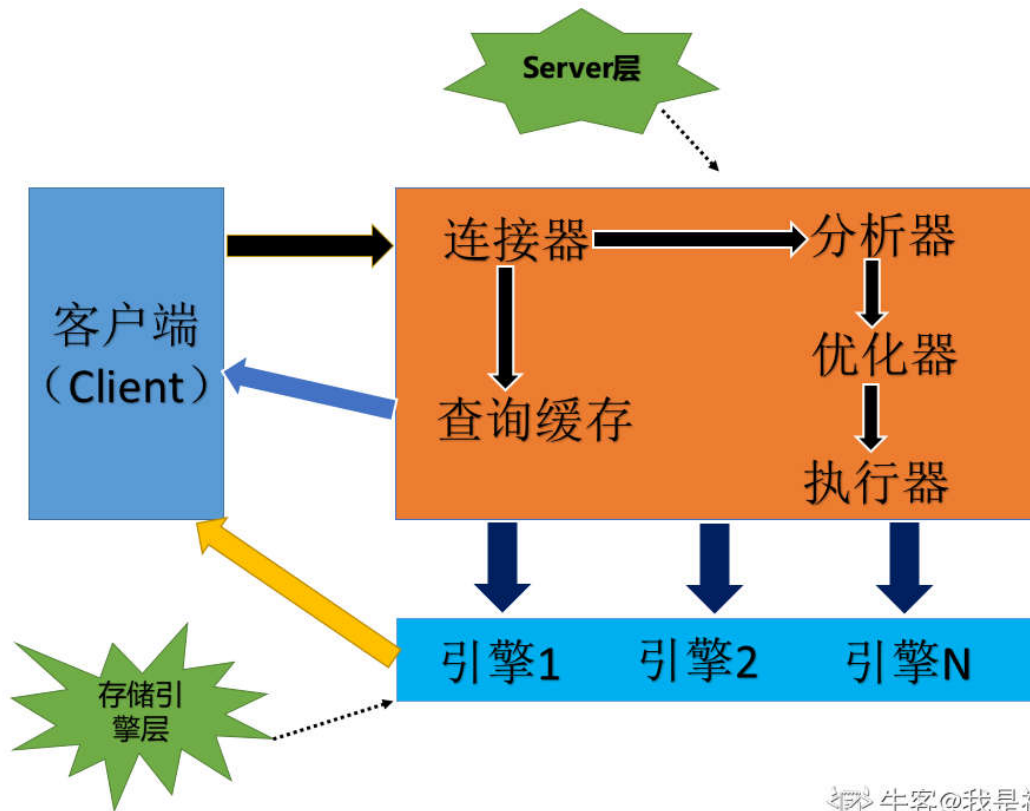 Server层
连接器
分析器
客户端
（Client）
优化器
查询缓存
执行器
引擎1
引擎2
引擎N
存储引
擎层
牛客@我是